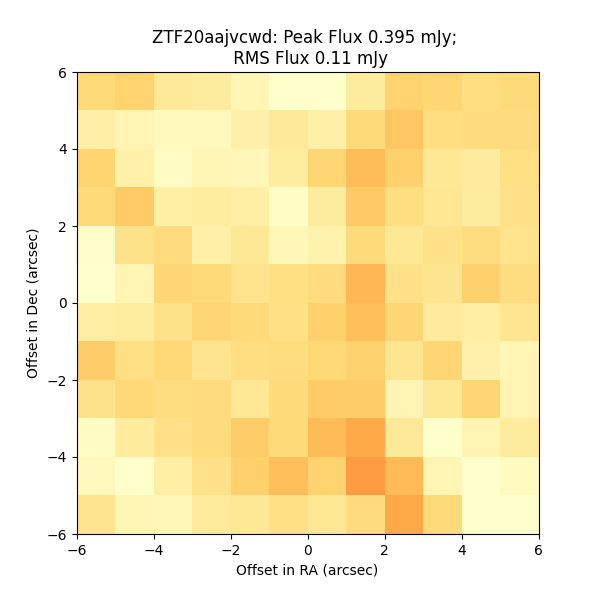 ZTF20aajvcwd: Peak Flux 0.395 mJy;
RMS Flux 0.11 mJy
6
4
2
0
−2
−4
−6
Offset in Dec (arcsec)
−6 −4 −2 0 2 4 6
Offset in RA (arcsec)